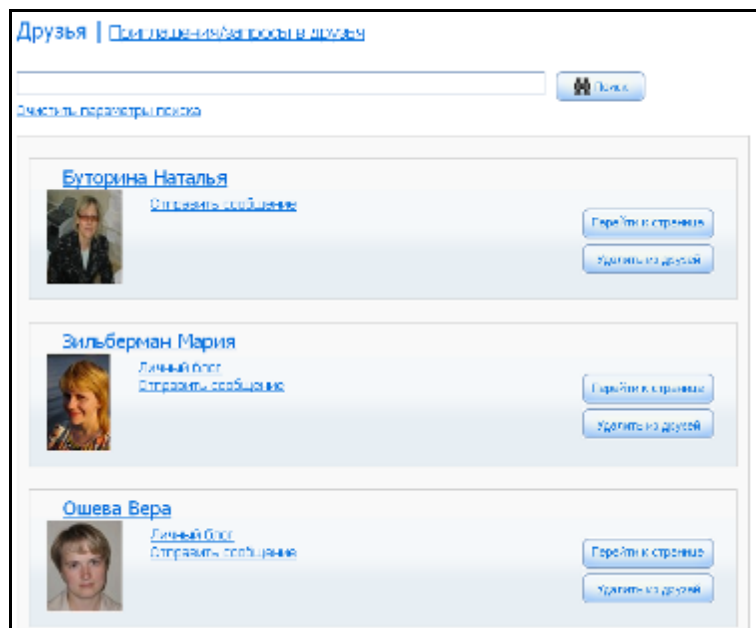 Друзья | Приглашения/запросы в друзья
Поиск
Очистить параметры поиска
Буторина Наталья
Отправить сообщение
Перейти к странице
Удалить из друзей
Зильберман Мария
Личный блог
Отправить сообщение
Перейти к странице
Удалить из друзей
Ошева Вера
Личный блог
Отправить сообщение
Перейти к странице
Удалить из друзей